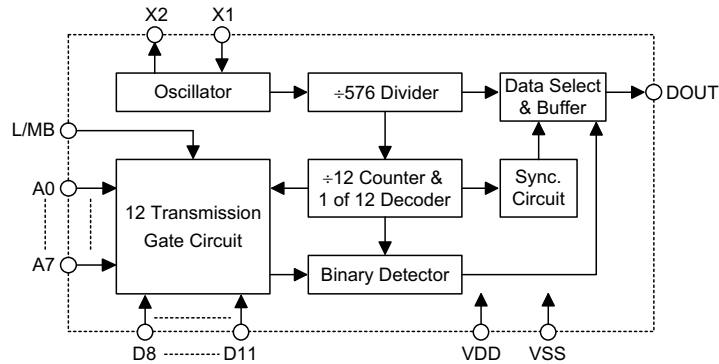 X2 X1
Oscillator
÷576 Divider
Data Select
& Buffer
DOUT
L/MB
A0
12 Transmission
Gate Circuit
÷12 Counter &
1 of 12 Decoder
Sync.
Circuit
A7
Binary Detector
D8 D11 VDD VSS